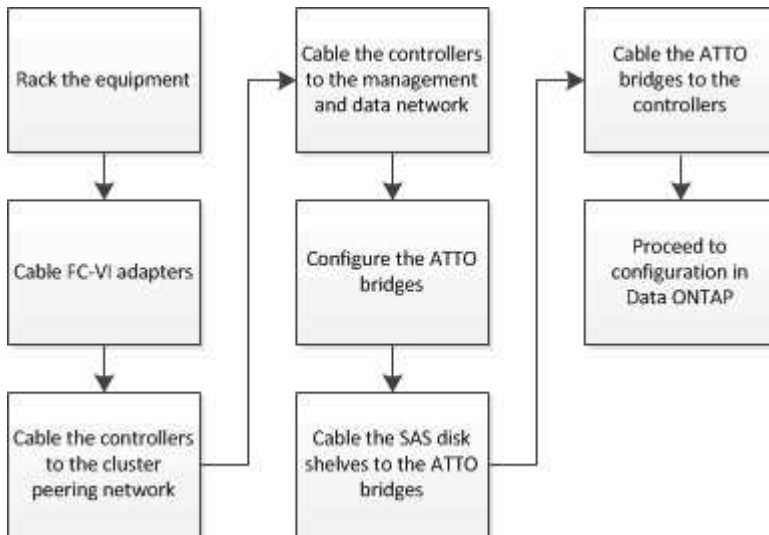 Rack the equipment
Cable FC-VI adapters
Cable the controllers
to the cluster
peering network
Cable the controllers
to the management
and data network
Configure the ATTO
bridges
Cable the SAS disk
shelves to the ATTO
bridges
Cable the ATTO
bridges to the
controllers
Proceed to
configuration in
Data ONTAP